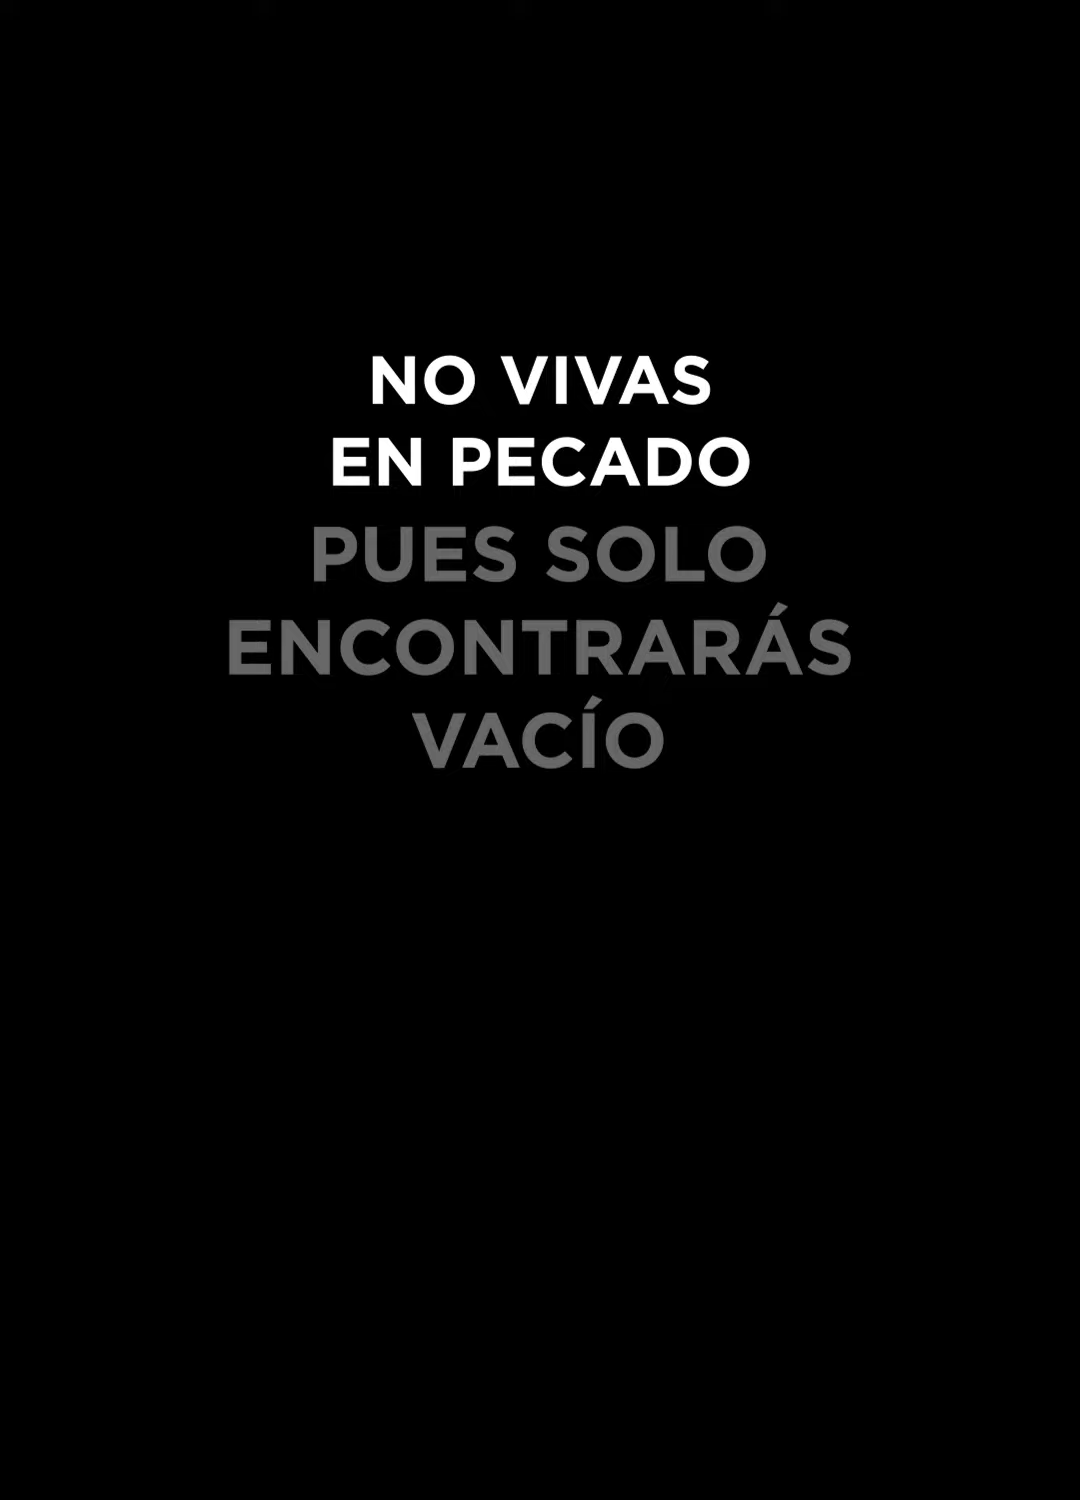 NO VIVAS
EN PECADO
PUES SOLO
ENCONTRARÁS
VACÍO